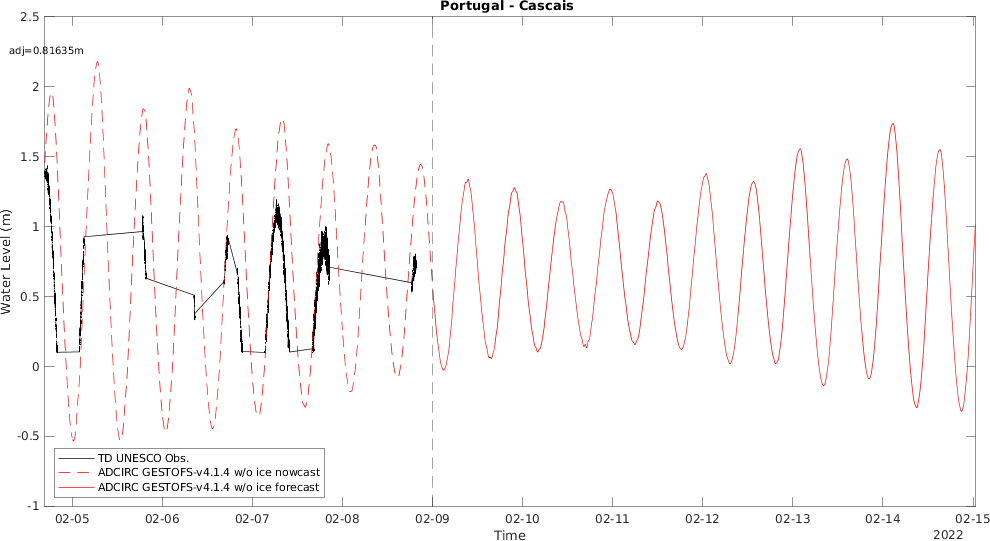 Portugal - Cascais
adj=0.81635m
2.5
2
1.5
1
0.5
0
-0.5
-1
Water Level (m)
TD UNESCO Obs.
ADCIRC GESTOFS-v4.1.4 w/o ice nowcast
ADCIRC GESTOFS-v4.1.4 w/o ice forecast
02-05 02-06 02-07 02-08 02-09 02-10 02-11 02-12 02-13 02-14 02-15
Time
2022